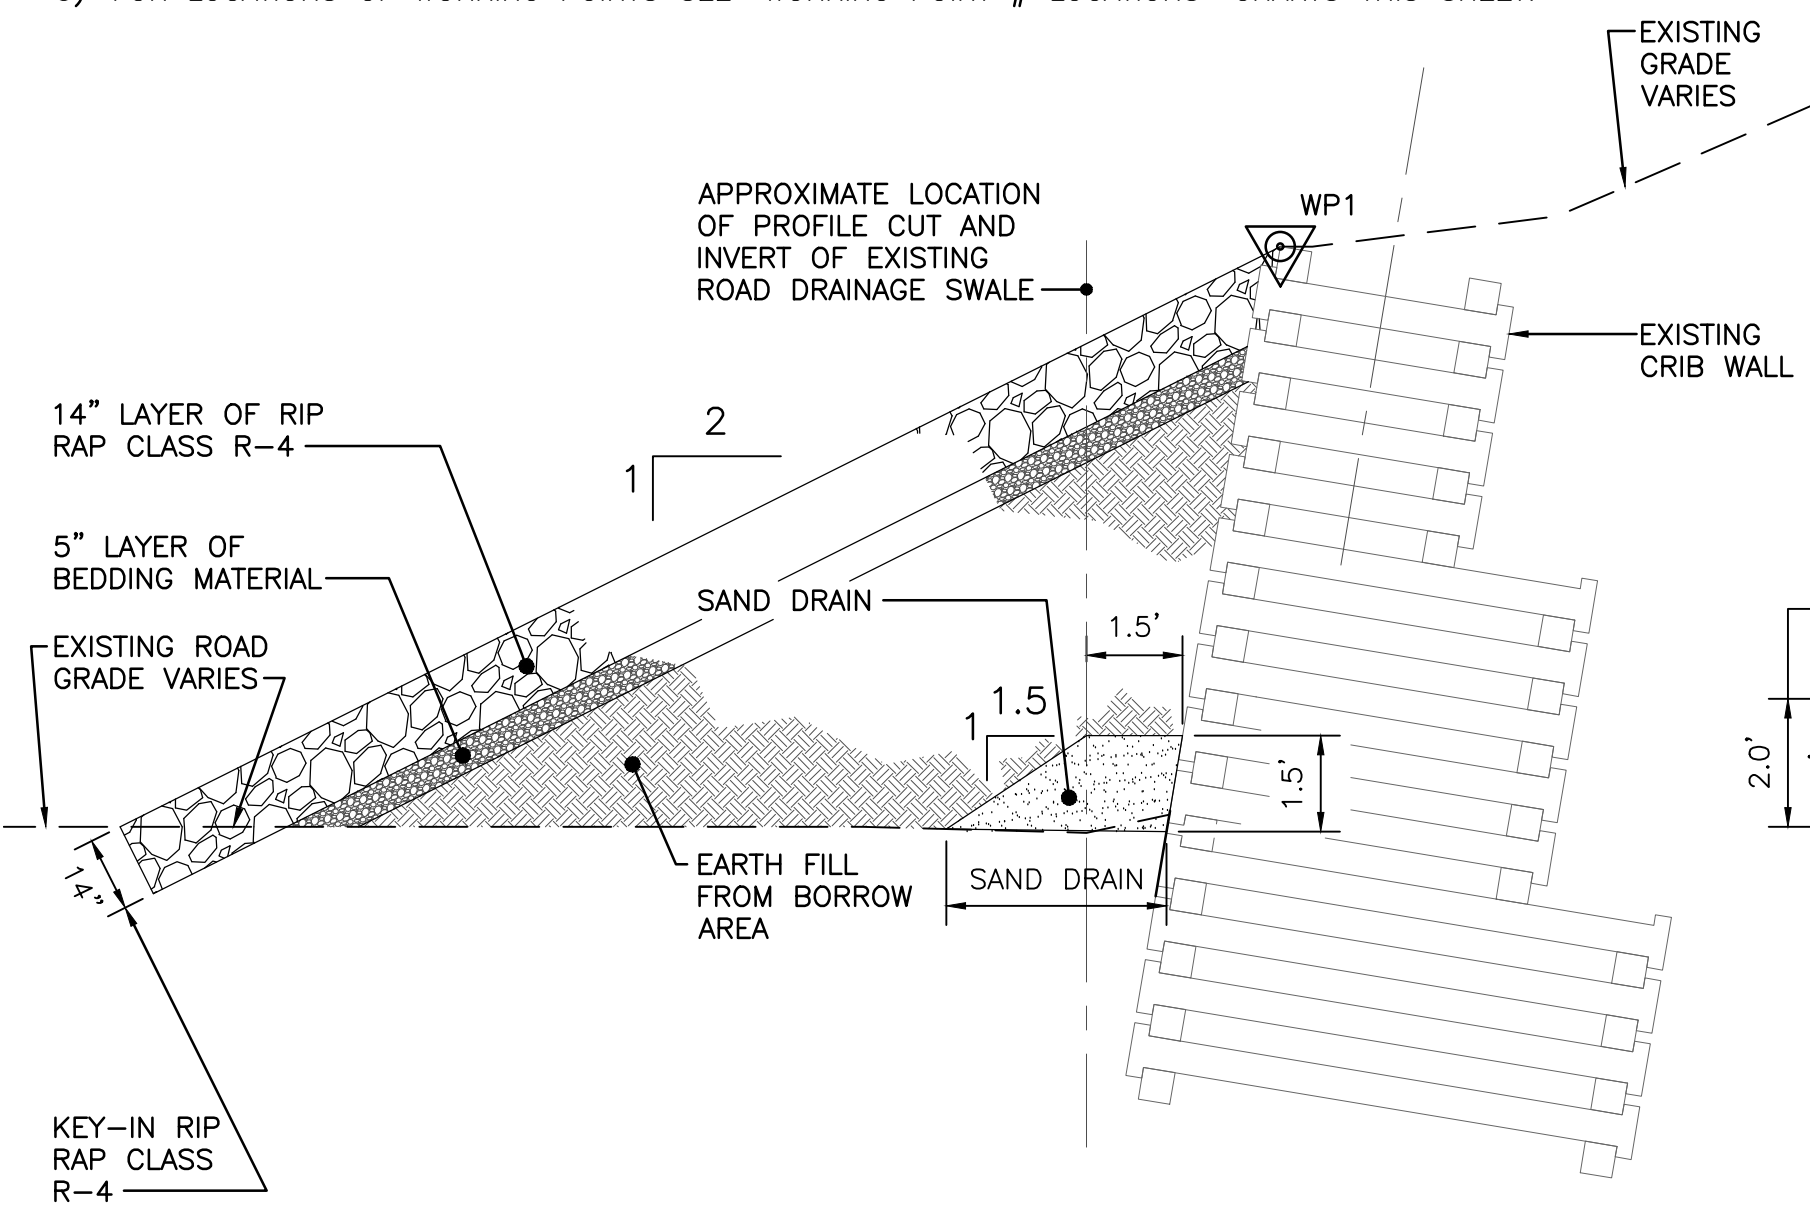 EXISTING
GRADE
VARIES
WP1
APPROXIMATE LOCATION
OF PROFILE CUT AND
INVERT OF EXISTING
ROAD DRAINAGE SWALE
EXISTING
CRIB WALL
14” LAYER OF RIP
RAP CLASS R-4
2
1
5” LAYER OF
BEDDING MATERIAL
SAND DRAIN
1.5'
EXISTING ROAD
GRADE VARIES
1.5
1
1.5'
2.0'
14”
EARTH FILL
FROM BORROW
AREA
SAND DRAIN
KEY-IN RIP
RAP CLASS
R-4